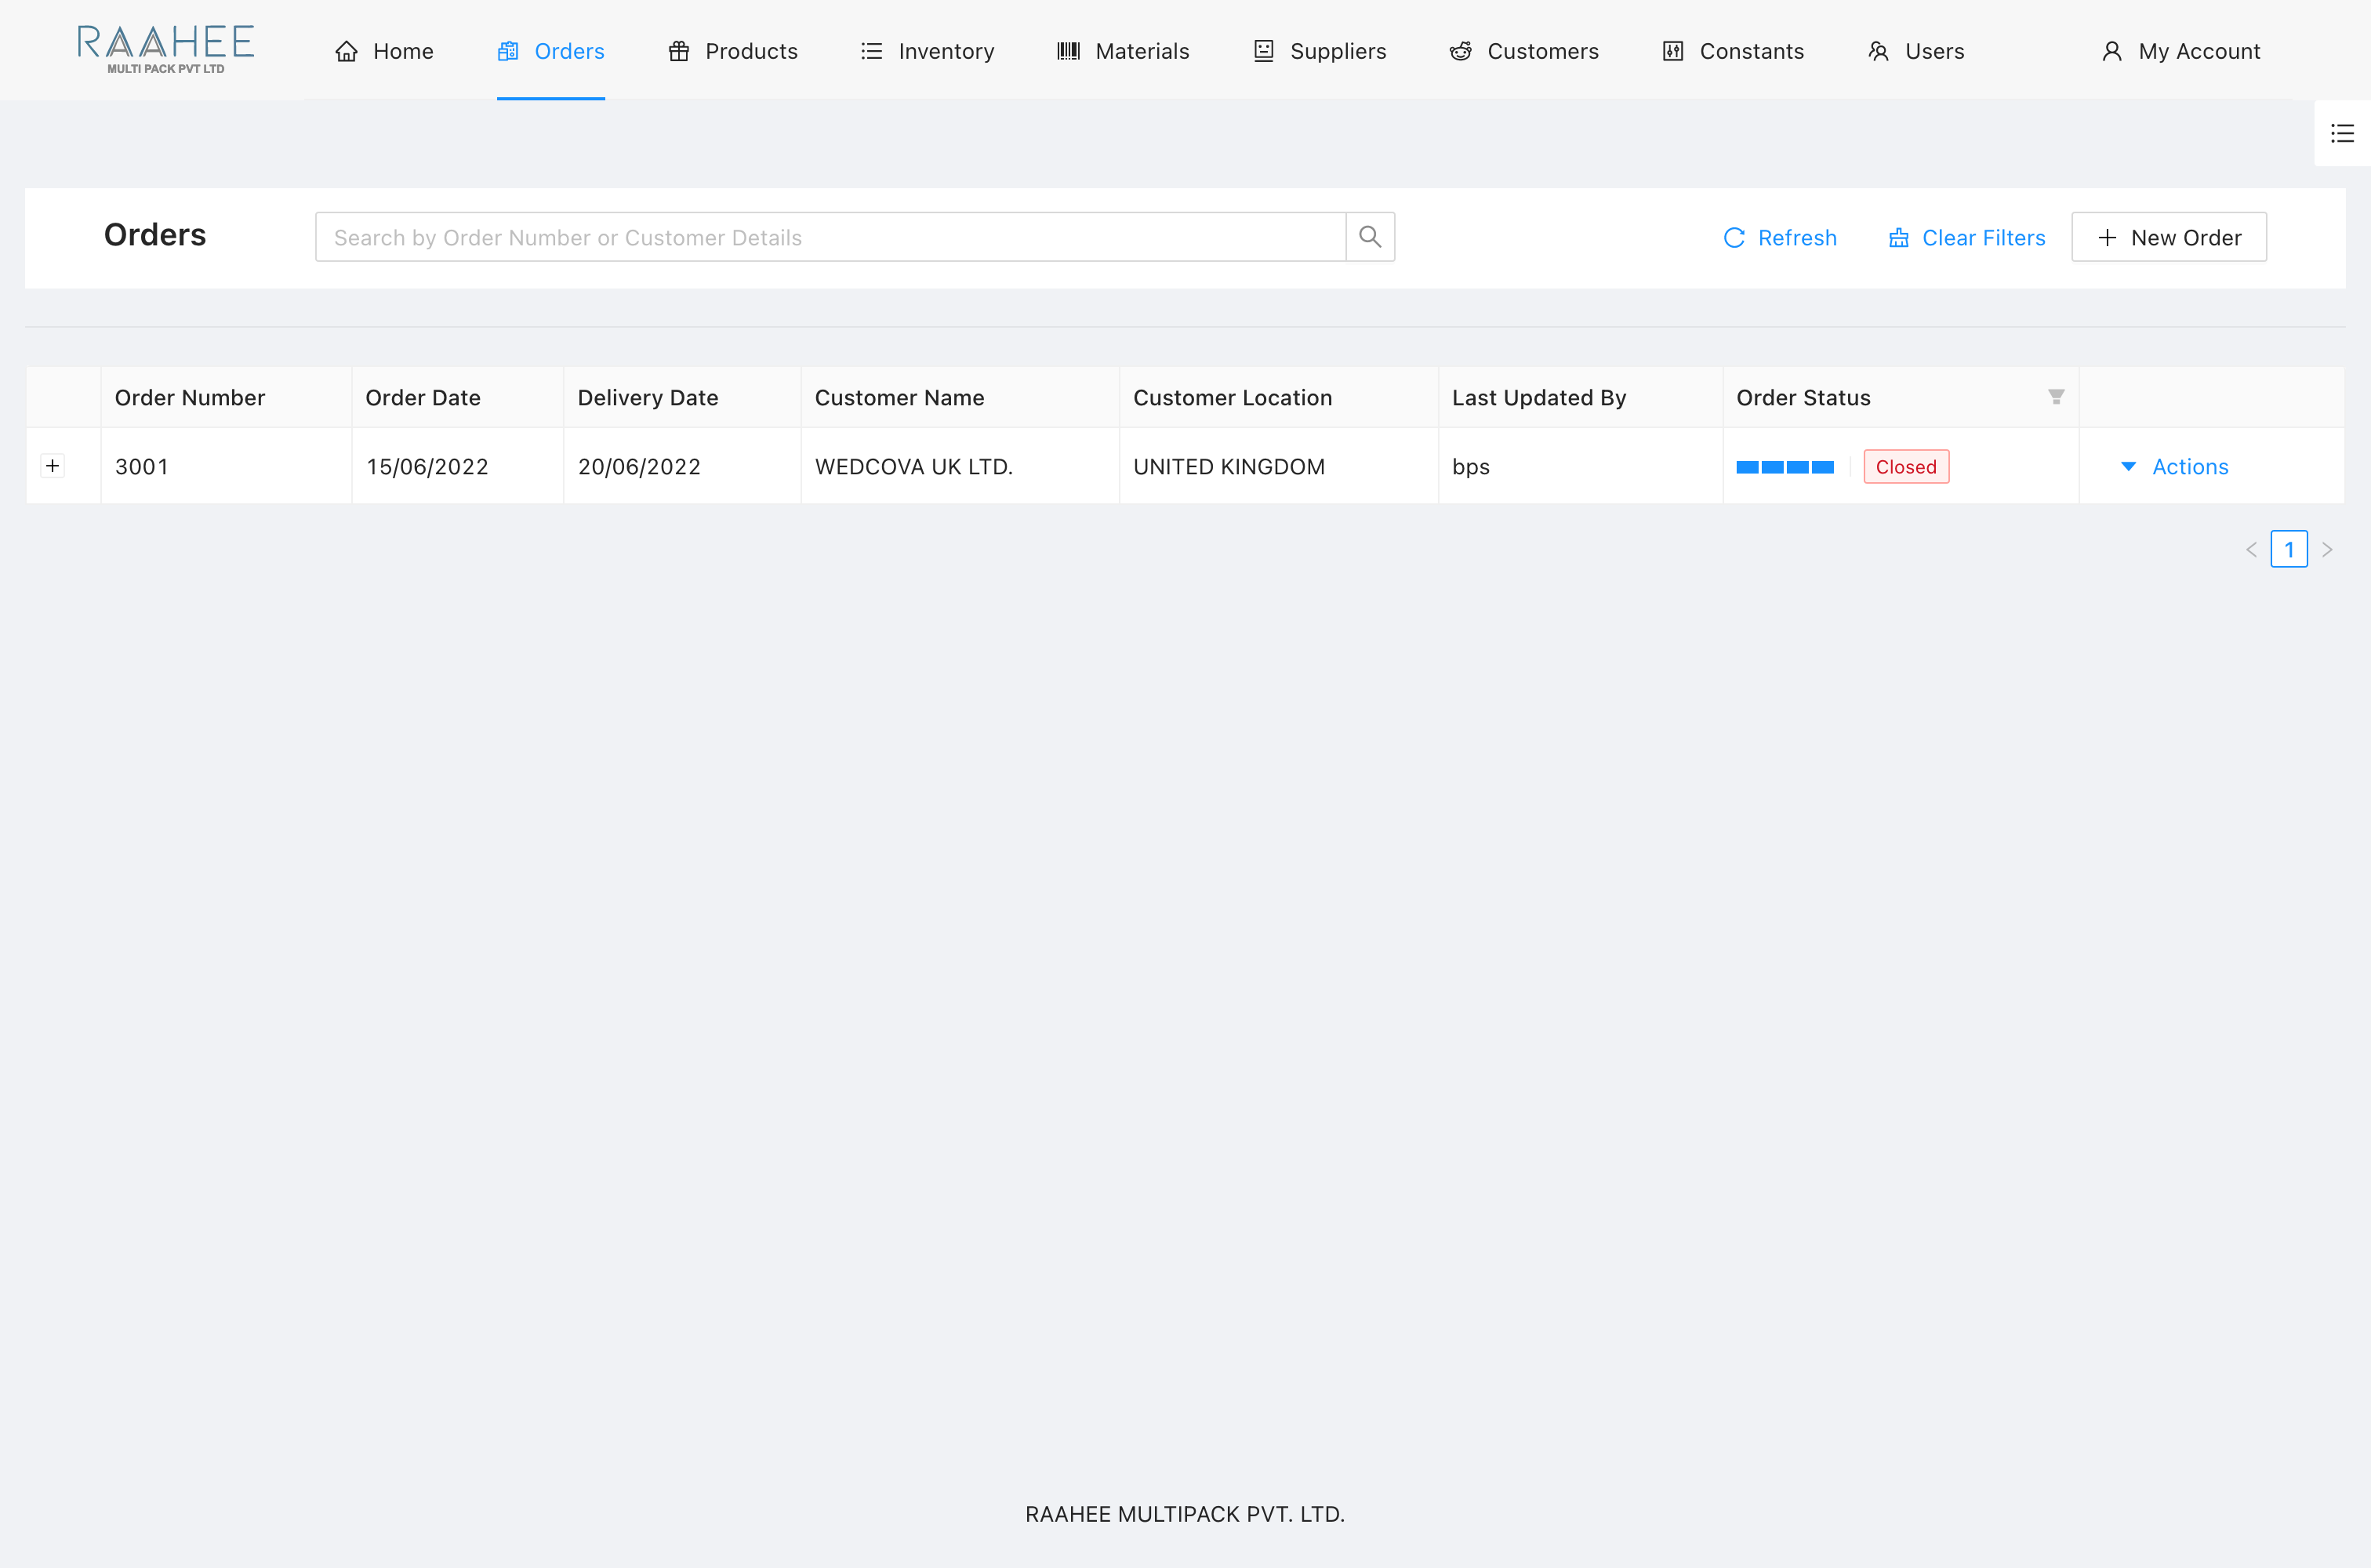 RAAHEE
MULTI PACK PVT LTD
Home Orders Products Inventory Materials Suppliers Customers Constants Users My Account
Orders Search by Order Number or Customer Details Refresh Clear Filters New Order
Order Number Order Date Delivery Date Customer Name Customer Location Last Updated By Order Status
3001 15/06/2022 20/06/2022 WEDCOVA UK LTD. UNITED KINGDOM bps Closed Actions
1
RAAHEE MULTIPACK PVT. LTD.